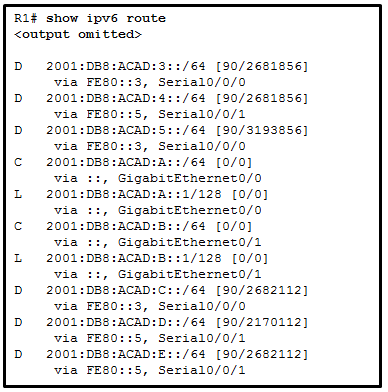 R1# show ipv6 route
<output omitted>
D 2001:DB8:ACAD:3::/64 [90/2681856]
via FE80::3, Serial0/0/0
D 2001:DB8:ACAD:4::/64 [90/2681856]
via FE80::5, Serial0/0/1
D 2001:DB8:ACAD:5::/64 [90/3193856]
via FE80::3, Serial0/0/0
C 2001:DB8:ACAD:A::/64 [0/0]
via ::, GigabitEthernet0/0
L 2001:DB8:ACAD:A::1/128 [0/0]
via ::, GigabitEthernet0/0
C 2001:DB8:ACAD:B::/64 [0/0]
via ::, GigabitEthernet0/1
L 2001:DB8:ACAD:B::1/128 [0/0]
via ::, GigabitEthernet0/1
D 2001:DB8:ACAD:C::/64 [90/2682112]
via FE80::3, Serial0/0/0
D 2001:DB8:ACAD:D::/64 [90/2170112]
via FE80::5, Serial0/0/1
D 2001:DB8:ACAD:E::/64 [90/2682112]
via FE80::5, Serial0/0/1